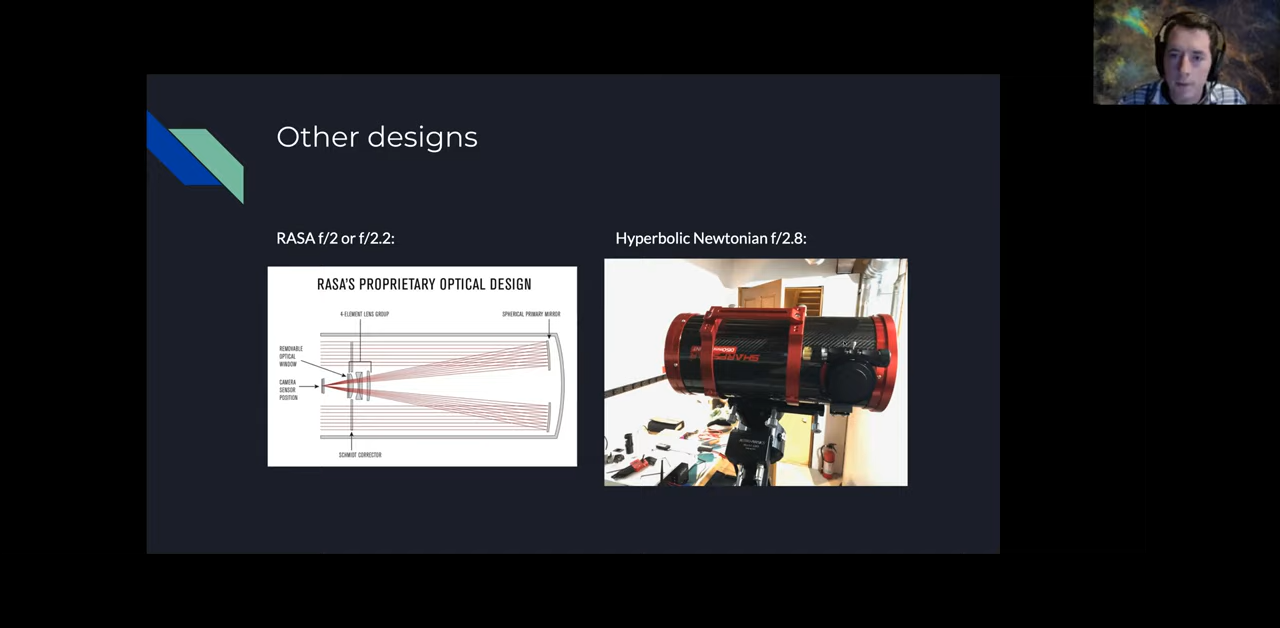 Other designs
RASA f/2 or f/2.2:
RASA'S PROPRIETARY OPTICAL DESIGN
4-ELEMENT LENS GROUP
SPHERICAL PRIMARY MIRROR
REMOVABLE
OPTICAL
WINDOW
CAMERA
SENSOR
POSITION
SCHMIDT CORRECTOR
Hyperbolic Newtonian f/2.8: